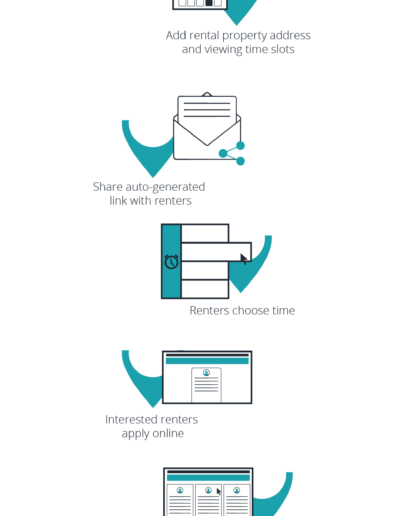 Add rental property address
and viewing time slots
Share auto-generated
link with renters
Renters choose time
Interested renters
apply online